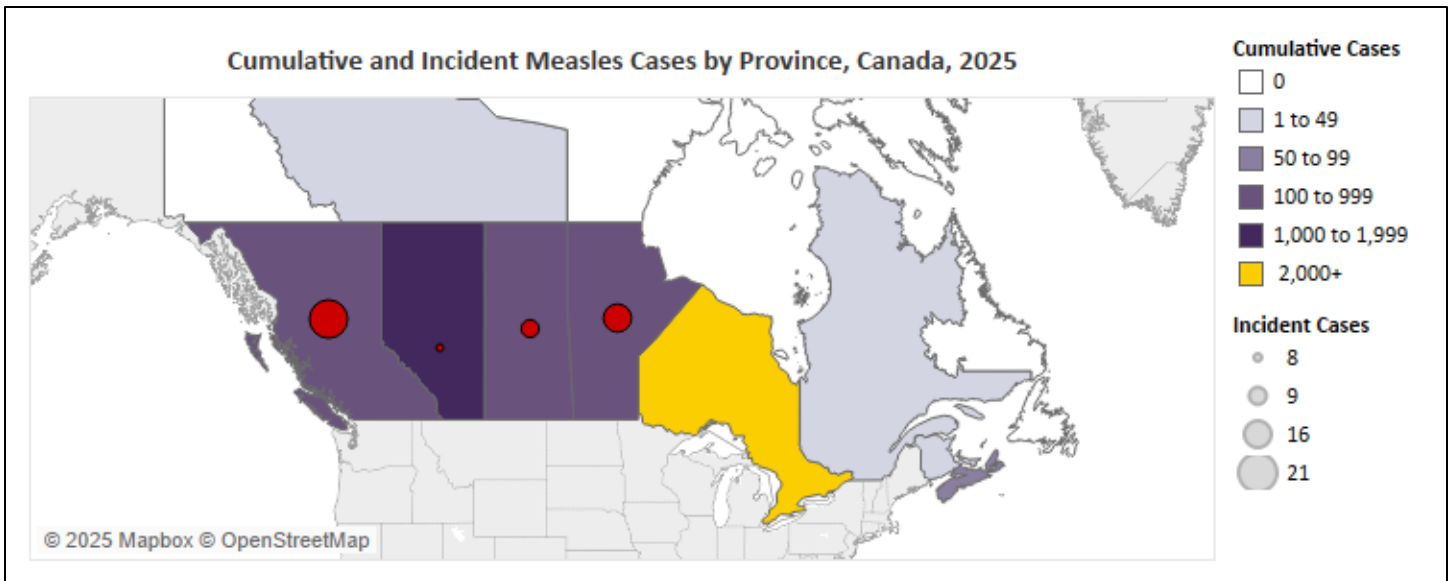 Cumulative and Incident Measles Cases by Province, Canada, 2025
Cumulative Cases
0
1 to 49
50 to 99
100 to 999
1,000 to 1,999
2,000+
Incident Cases
8
9
16
21
© 2025 Mapbox © OpenStreetMap